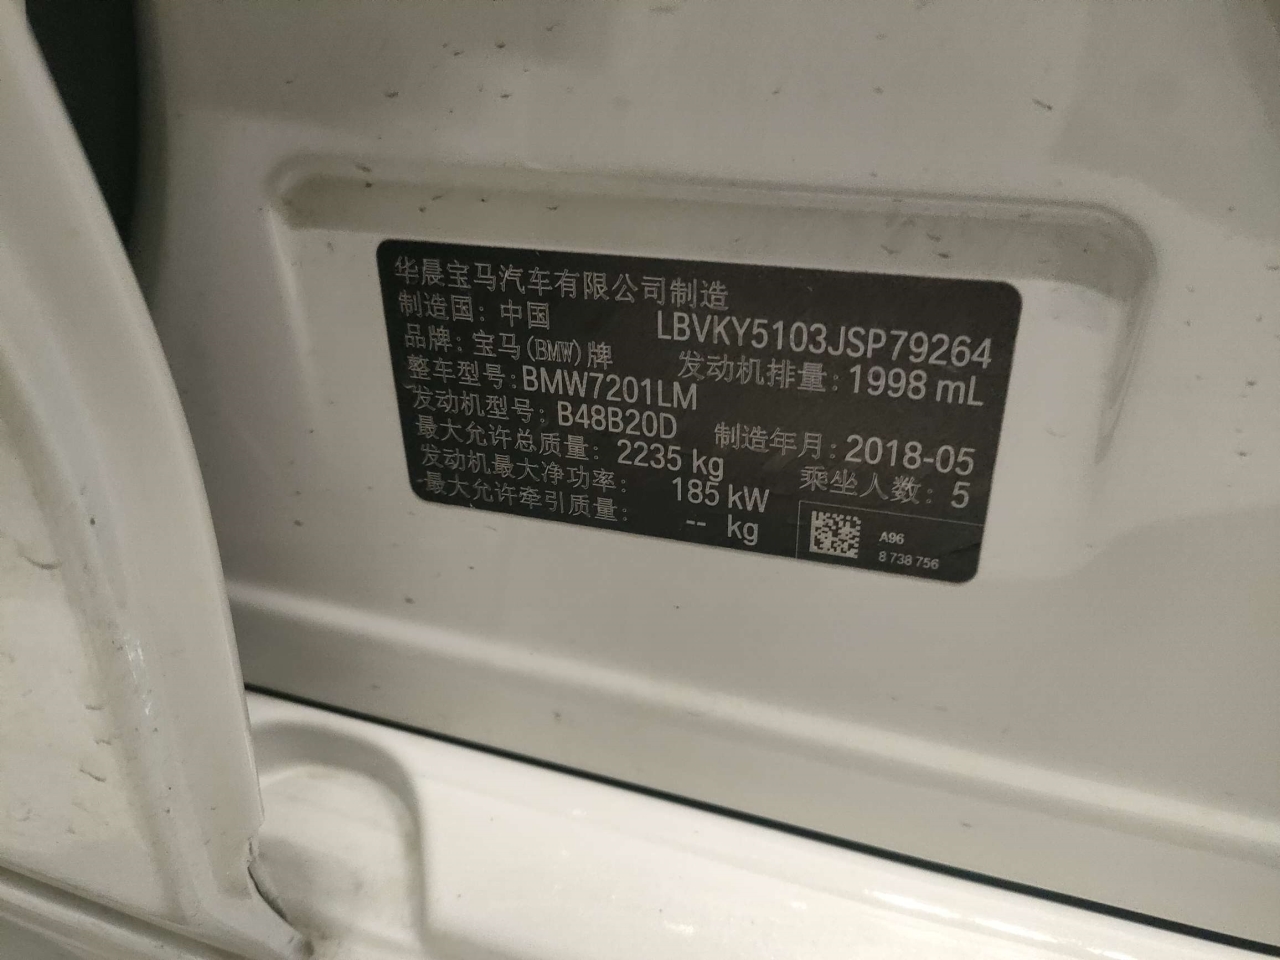 华晨宝马汽车有限公司制造
制造国：中国
LBVKY5103JSP79264
品牌：宝马(BMW)牌
发动机排量：1998 mL
整车型号：BMW7201LM
发动机型号：B48B20D
制造年月：2018-05
最大允许总质量：2235 kg
乘坐人数：5
发动机最大净功率：185 kW
最大允许牵引质量：-- kg
A96
8 738 756